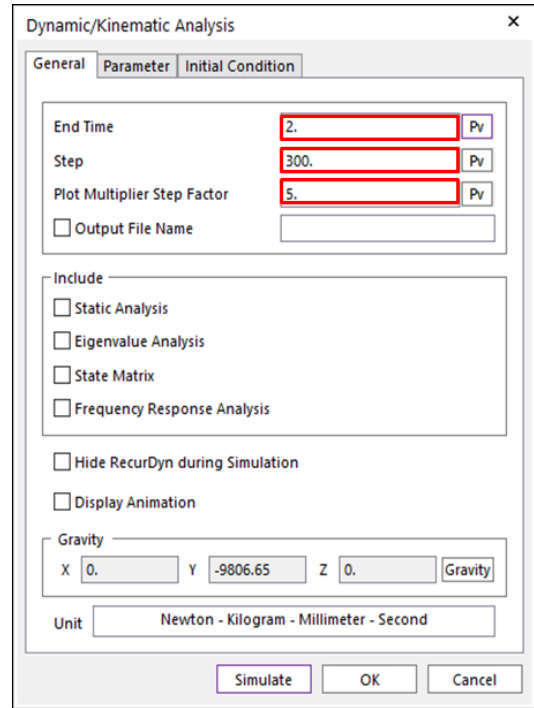 Dynamic/Kinematic Analysis ×
General Parameter Initial Condition
End Time 2. Pv
Step 300. Pv
Plot Multiplier Step Factor 5. Pv
Output File Name
Include
Static Analysis
Eigenvalue Analysis
State Matrix
Frequency Response Analysis
Hide RecurDyn during Simulation
Display Animation
Gravity
X 0. Y -9806.65 Z 0. Gravity
Unit Newton - Kilogram - Millimeter - Second
Simulate OK Cancel